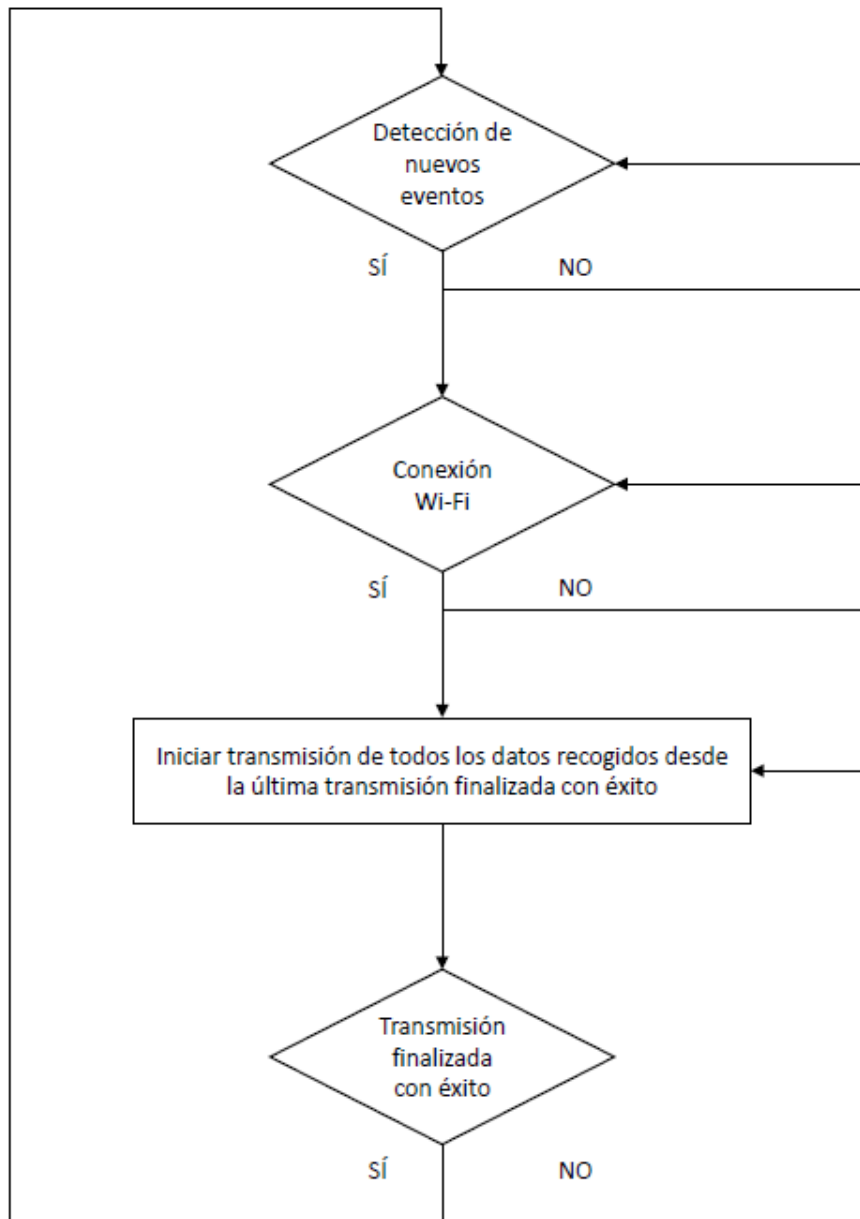 Detección de
nuevos
eventos
SÍ
NO
Conexión
Wi-Fi
SÍ
NO
Iniciar transmisión de todos los datos recogidos desde
la última transmisión finalizada con éxito
Transmisión
finalizada
con éxito
SÍ
NO